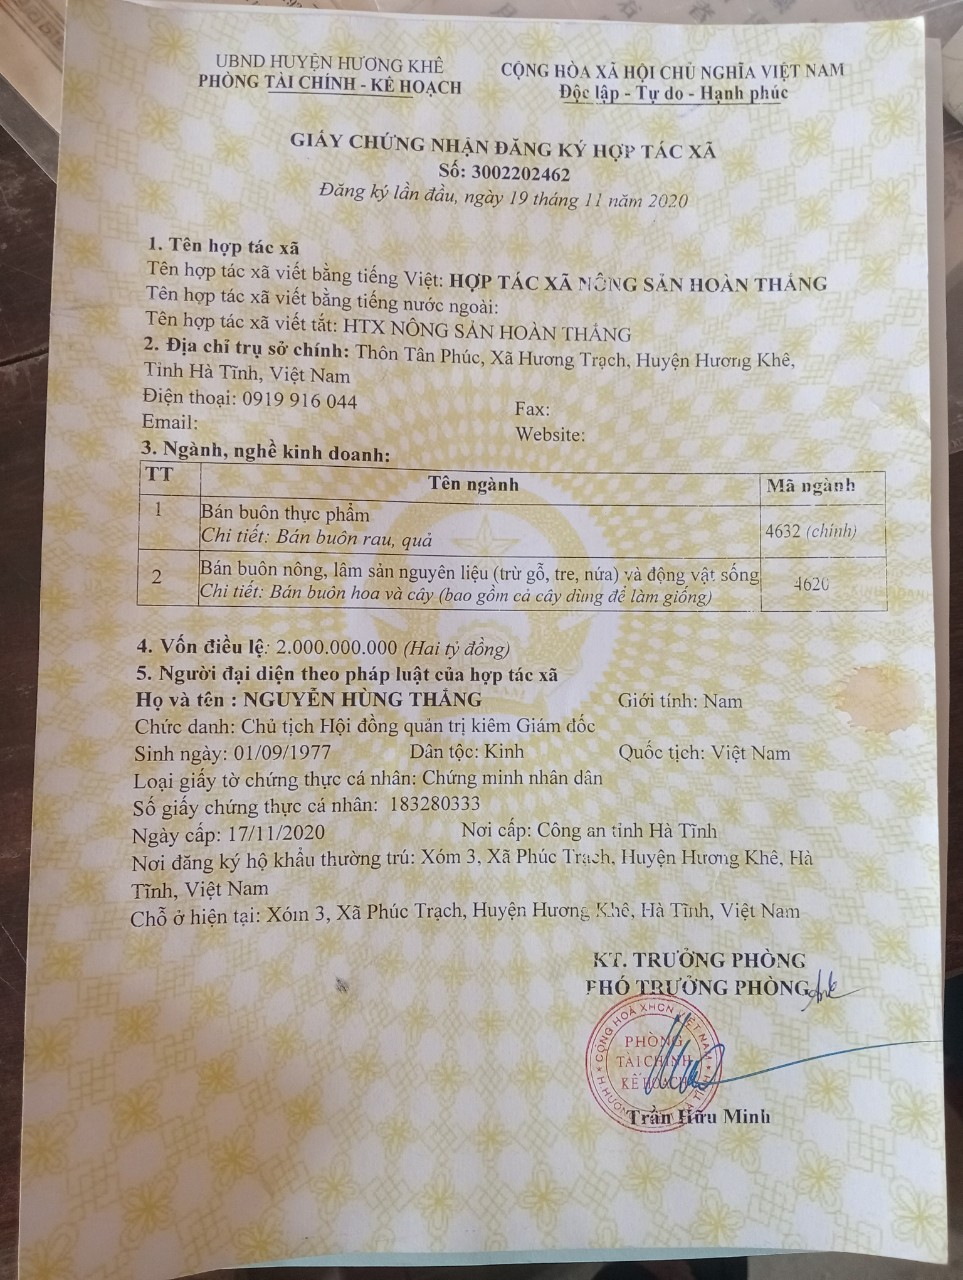 UBND HUYỆN HƯƠNG KHÊ
PHÒNG TÀI CHÍNH - KẾ HOẠCH
CỘNG HÒA XÃ HỘI CHỦ NGHĨA VIỆT NAM
Độc lập - Tự do - Hạnh phúc
GIẤY CHỨNG NHẬN ĐĂNG KÝ HỢP TÁC XÃ
Số: 3002202462
Đăng ký lần đầu, ngày 19 tháng 11 năm 2020
1. Tên hợp tác xã
Tên hợp tác xã viết bằng tiếng Việt: HỢP TÁC XÃ NÔNG SẢN HOÀN THẮNG
Tên hợp tác xã viết bằng tiếng nước ngoài:
Tên hợp tác xã viết tắt: HTX NÔNG SẢN HOÀN THẮNG
2. Địa chỉ trụ sở chính: Thôn Tân Phúc, Xã Hương Trạch, Huyện Hương Khê,
Tỉnh Hà Tĩnh, Việt Nam
Điện thoại: 0919 916 044
Fax:
Email:
Website:
3. Ngành, nghề kinh doanh:
TT Tên ngành Mã ngành
1 Bán buôn thực phẩm
Chi tiết: Bán buôn rau, quả
4632 (chính)
2 Bán buôn nông, lâm sản nguyên liệu (trừ gỗ, tre, nứa) và động vật sống
Chi tiết: Bán buôn hoa và cây (bao gồm cả cây dùng để làm giống)
4620
4. Vốn điều lệ: 2.000.000.000 (Hai tỷ đồng)
5. Người đại diện theo pháp luật của hợp tác xã
Họ và tên : NGUYỄN HÙNG THẮNG Giới tính: Nam
Chức danh: Chủ tịch Hội đồng quản trị kiêm Giám đốc
Sinh ngày: 01/09/1977 Dân tộc: Kinh Quốc tịch: Việt Nam
Loại giấy tờ chứng thực cá nhân: Chứng minh nhân dân
Số giấy chứng thực cá nhân: 183280333
Ngày cấp: 17/11/2020 Nơi cấp: Công an tỉnh Hà Tĩnh
Nơi đăng ký hộ khẩu thường trú: Xóm 3, Xã Phúc Trạch, Huyện Hương Khê, Hà
Tĩnh, Việt Nam
Chỗ ở hiện tại: Xóm 3, Xã Phúc Trạch, Huyện Hương Khê, Hà Tĩnh, Việt Nam
KT. TRƯỞNG PHÒNG
PHÓ TRƯỞNG PHÒNG
CỘNG HOÀ XHCN VIỆT NAM
PHÒNG
TÀI CHÍNH
KẾ HOẠCH
Trần Hữu Minh